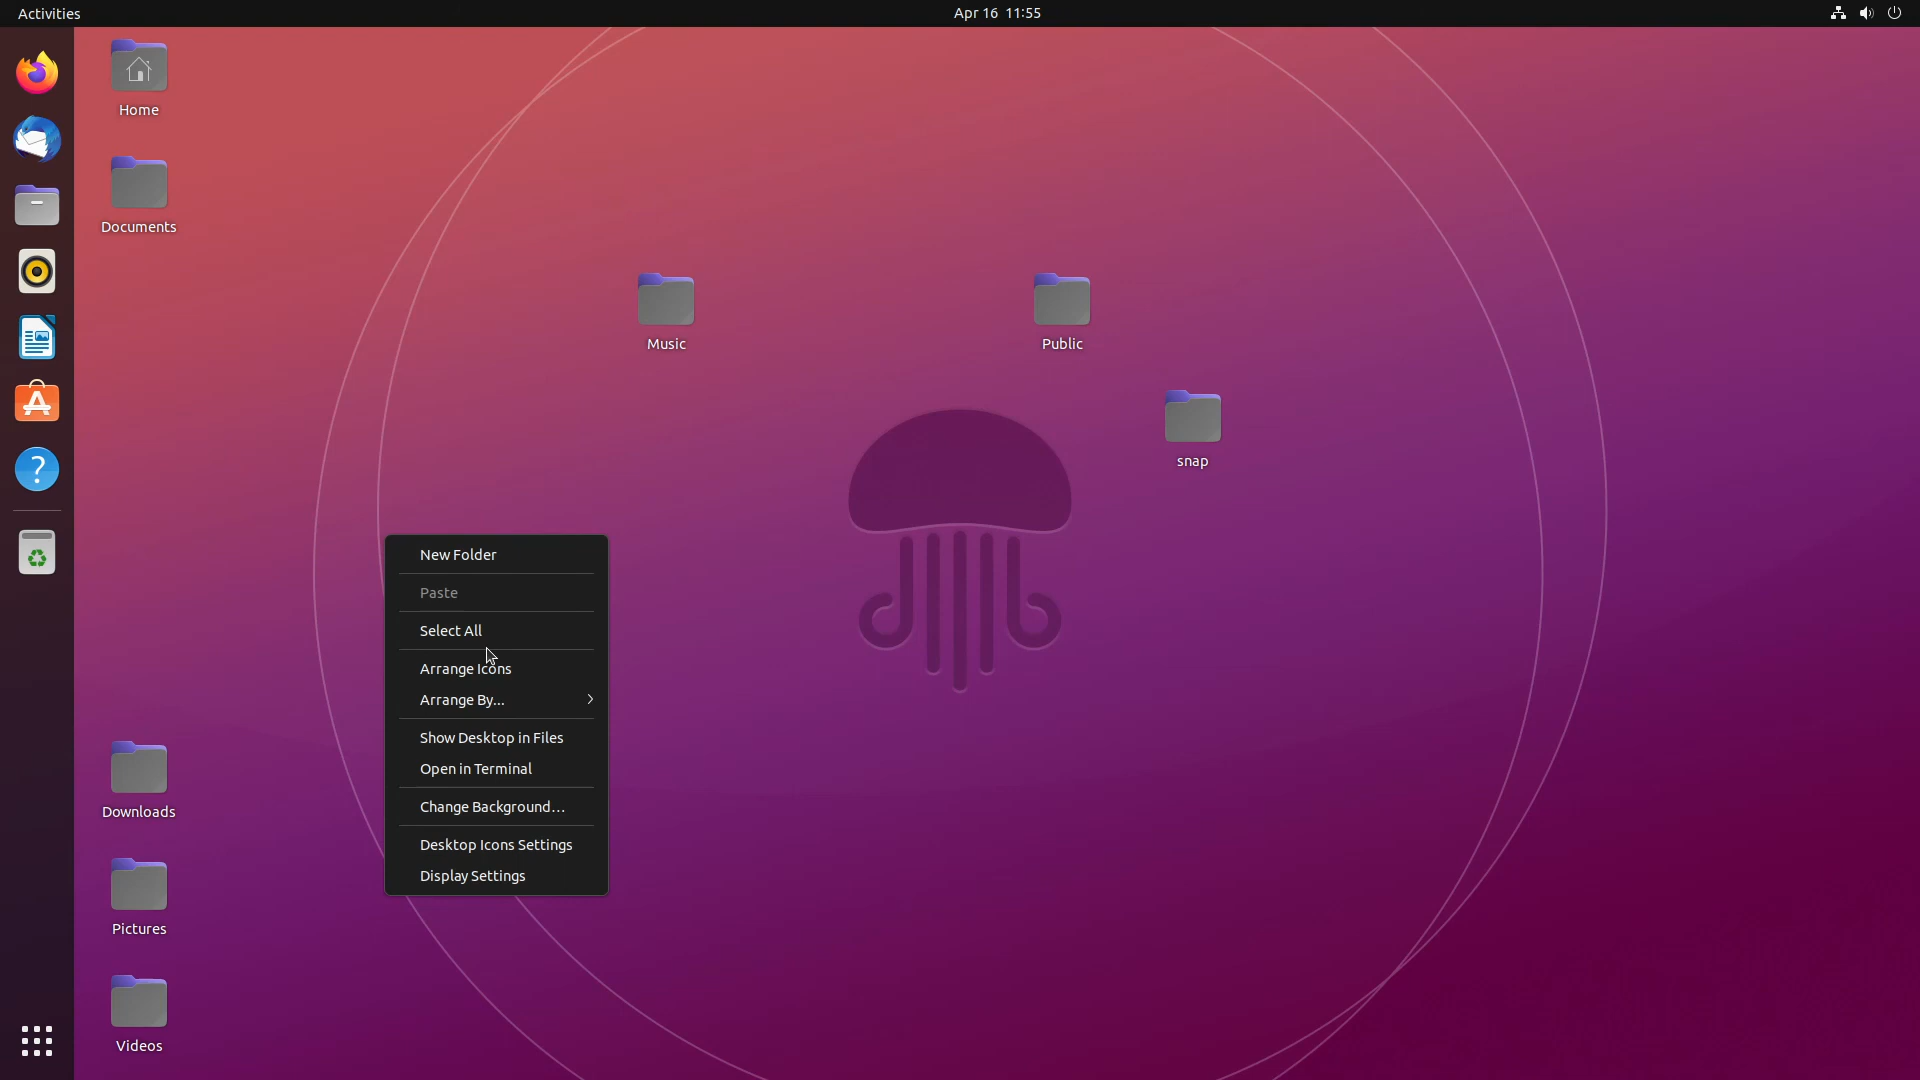 Activities
Apr 16 11:55
Home
Documents
Music
Public
snap
New Folder
Paste
Select All
Arrange Icons
Arrange By...
Show Desktop in Files
Open in Terminal
Change Background…
Desktop Icons Settings
Display Settings
Downloads
Pictures
Videos